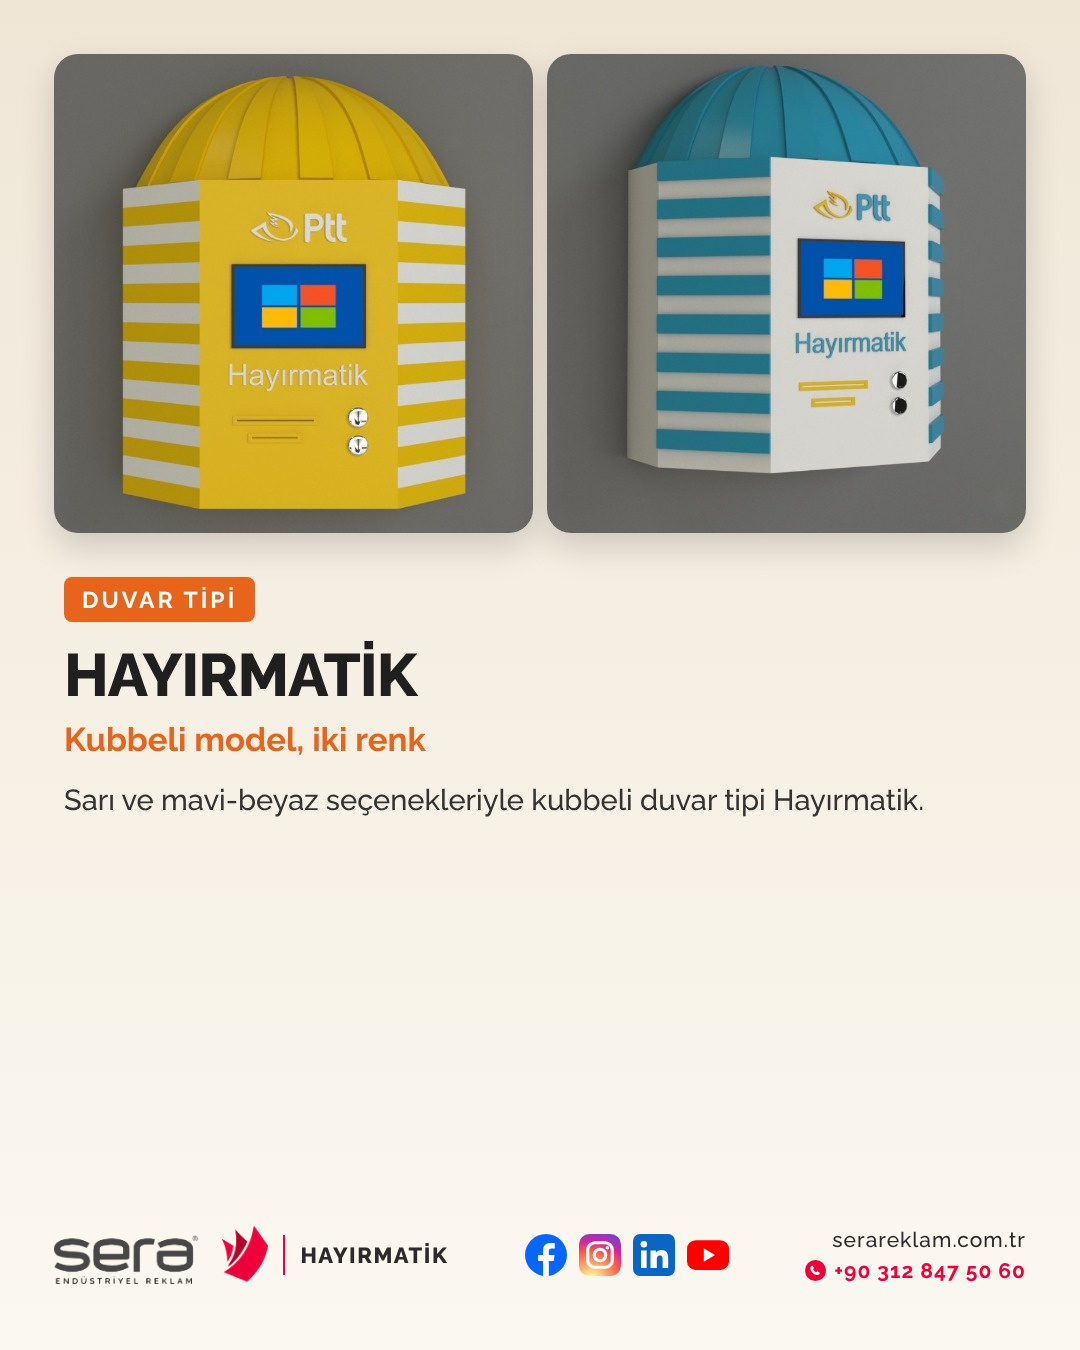 Ptt
Hayırmatik
Ptt
Hayırmatik
DUVAR TİPİ
HAYIRMATİK
Kubbeli model, iki renk
Sarı ve mavi-beyaz seçenekleriyle kubbeli duvar tipi Hayırmatik.
sera®
ENDÜSTRİYEL REKLAM
HAYIRMATİK
in
serareklam.com.tr
+90 312 847 50 60